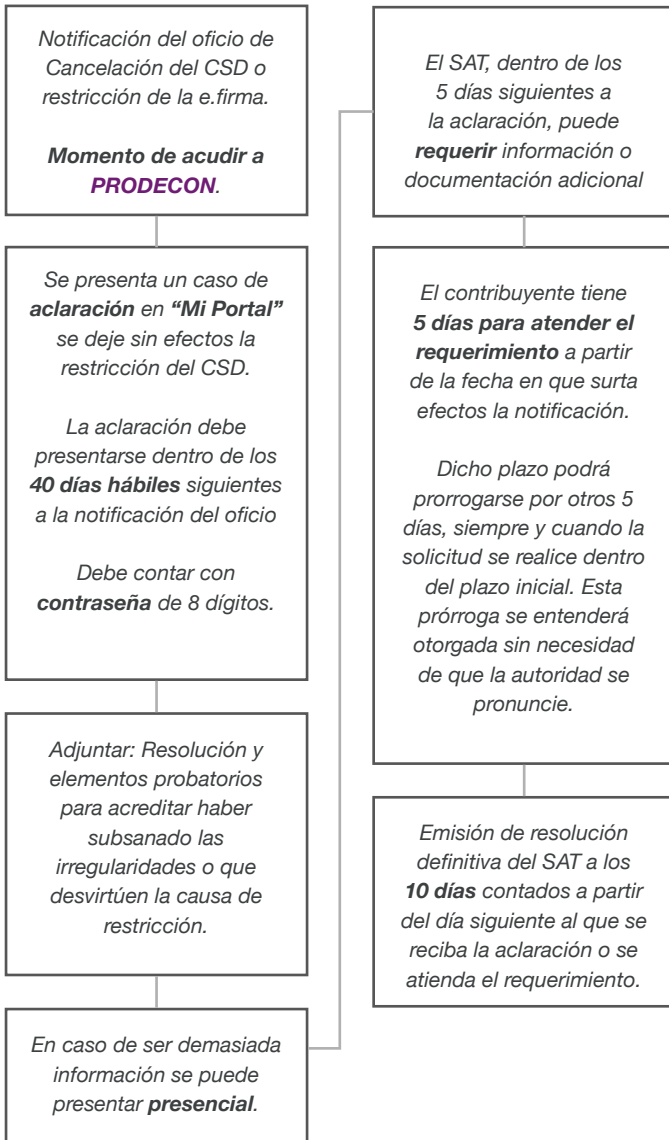 Notificación del oficio de
Cancelación del CSD o
restricción de la e.firma.
Momento de acudir a
PRODECON.
Se presenta un caso de
aclaración en “Mi Portal”
se deje sin efectos la
restricción del CSD.
La aclaración debe
presentarse dentro de los
40 días hábiles siguientes
a la notificación del oficio
Debe contar con
contraseña de 8 dígitos.
Adjuntar: Resolución y
elementos probatorios
para acreditar haber
subsanado las
irregularidades o que
desvirtúen la causa de
restricción.
En caso de ser demasiada
información se puede
presentar presencial.
El SAT, dentro de los
5 días siguientes a
la aclaración, puede
requerir información o
documentación adicional
El contribuyente tiene
5 días para atender el
requerimiento a partir
de la fecha en que surta
efectos la notificación.
Dicho plazo podrá
prorrogarse por otros 5
días, siempre y cuando la
solicitud se realice dentro
del plazo inicial. Esta
prórroga se entenderá
otorgada sin necesidad
de que la autoridad se
pronuncie.
Emisión de resolución
definitiva del SAT a los
10 días contados a partir
del día siguiente al que se
reciba la aclaración o se
atienda el requerimiento.